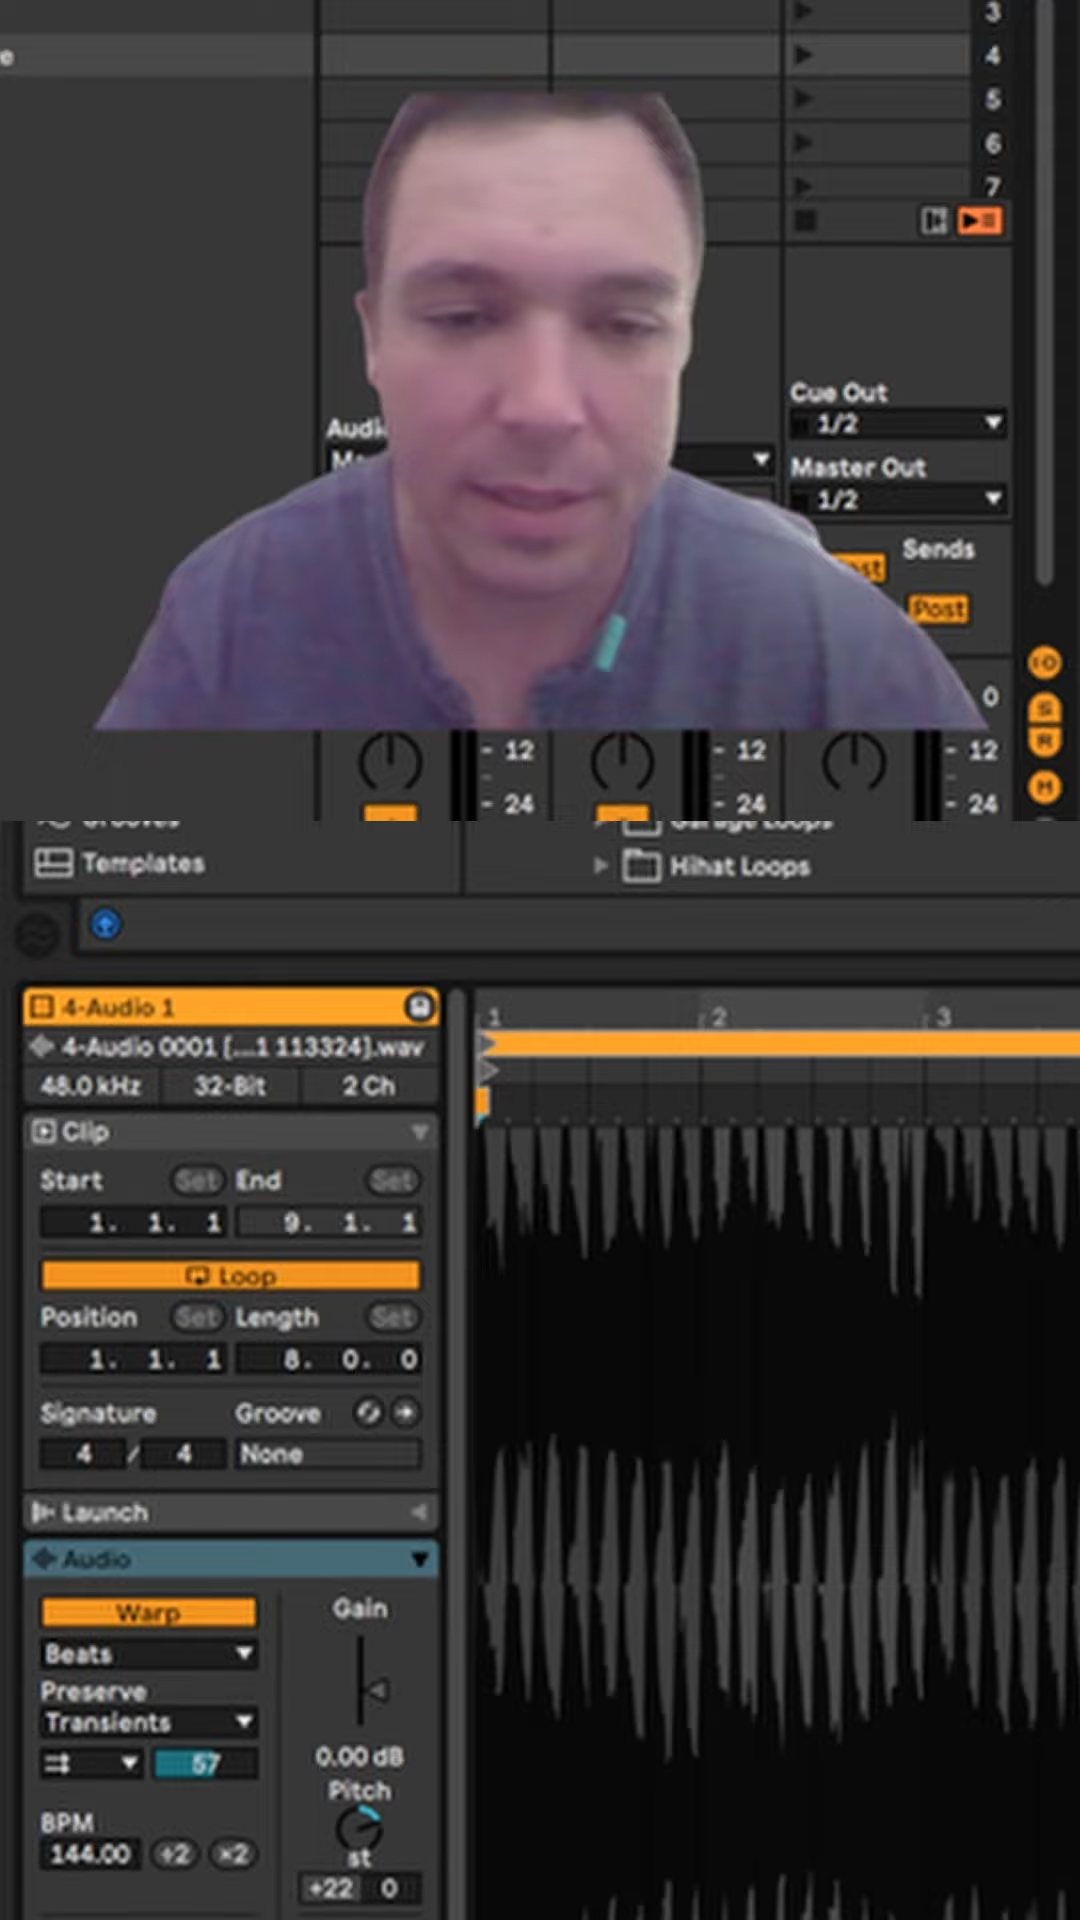 3
e
4
5
6
7
Cue Out
1/2
Master Out
1/2
Sends
Post
0
S
R
M
12 12 12
24 24 24
Templates
Hihat Loops
4-Audio 1
4-Audio 0001 [....1 113324].wav
48.0 kHz 32-Bit 2 Ch
1 2 3
Clip
Start Set End Set
1. 1. 1 9. 1. 1
Loop
Position Set Length Set
1. 1. 1 8. 0. 0
Signature Groove
4 / 4 None
Launch
Audio
Warp Gain
Beats
Preserve
Transients
57
0.00 dB
Pitch
BPM
144.00 ÷2 ×2
st
+22 0